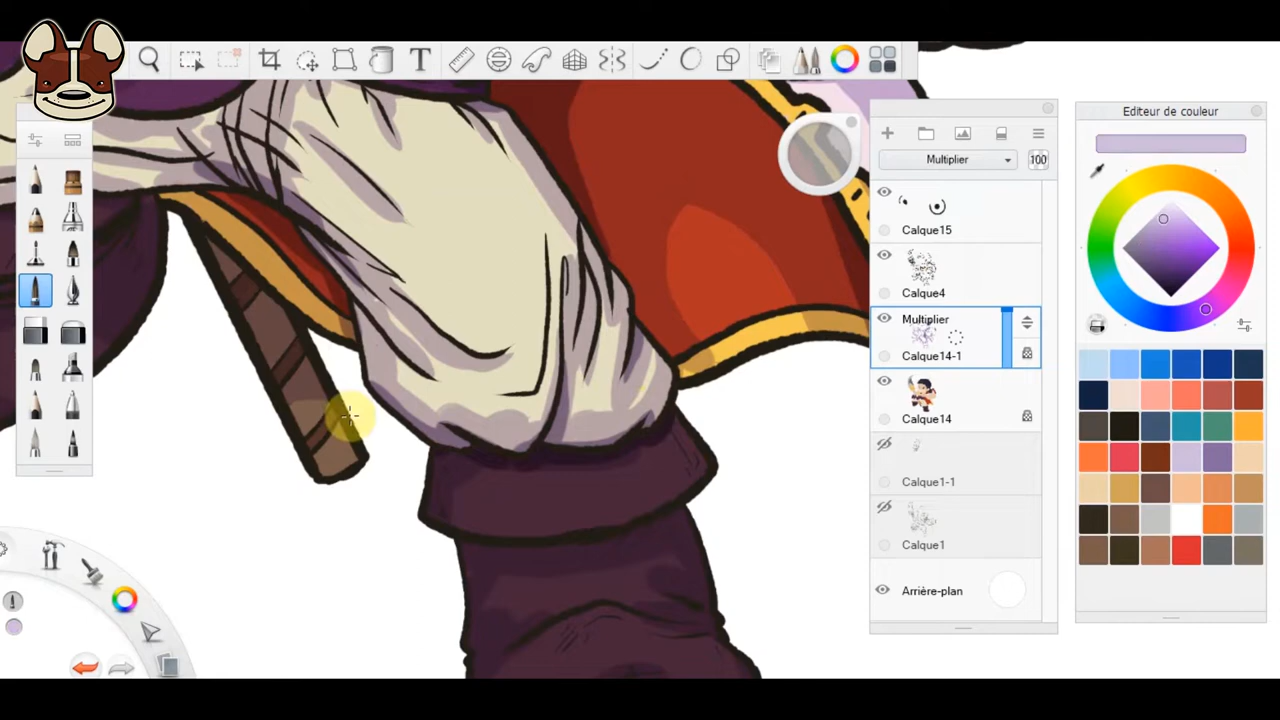 T
Editeur de couleur
Multiplier
100
Calque15
Calque4
Multiplier
Calque14-1
Calque14
Calque1-1
Calque1
Arrière-plan